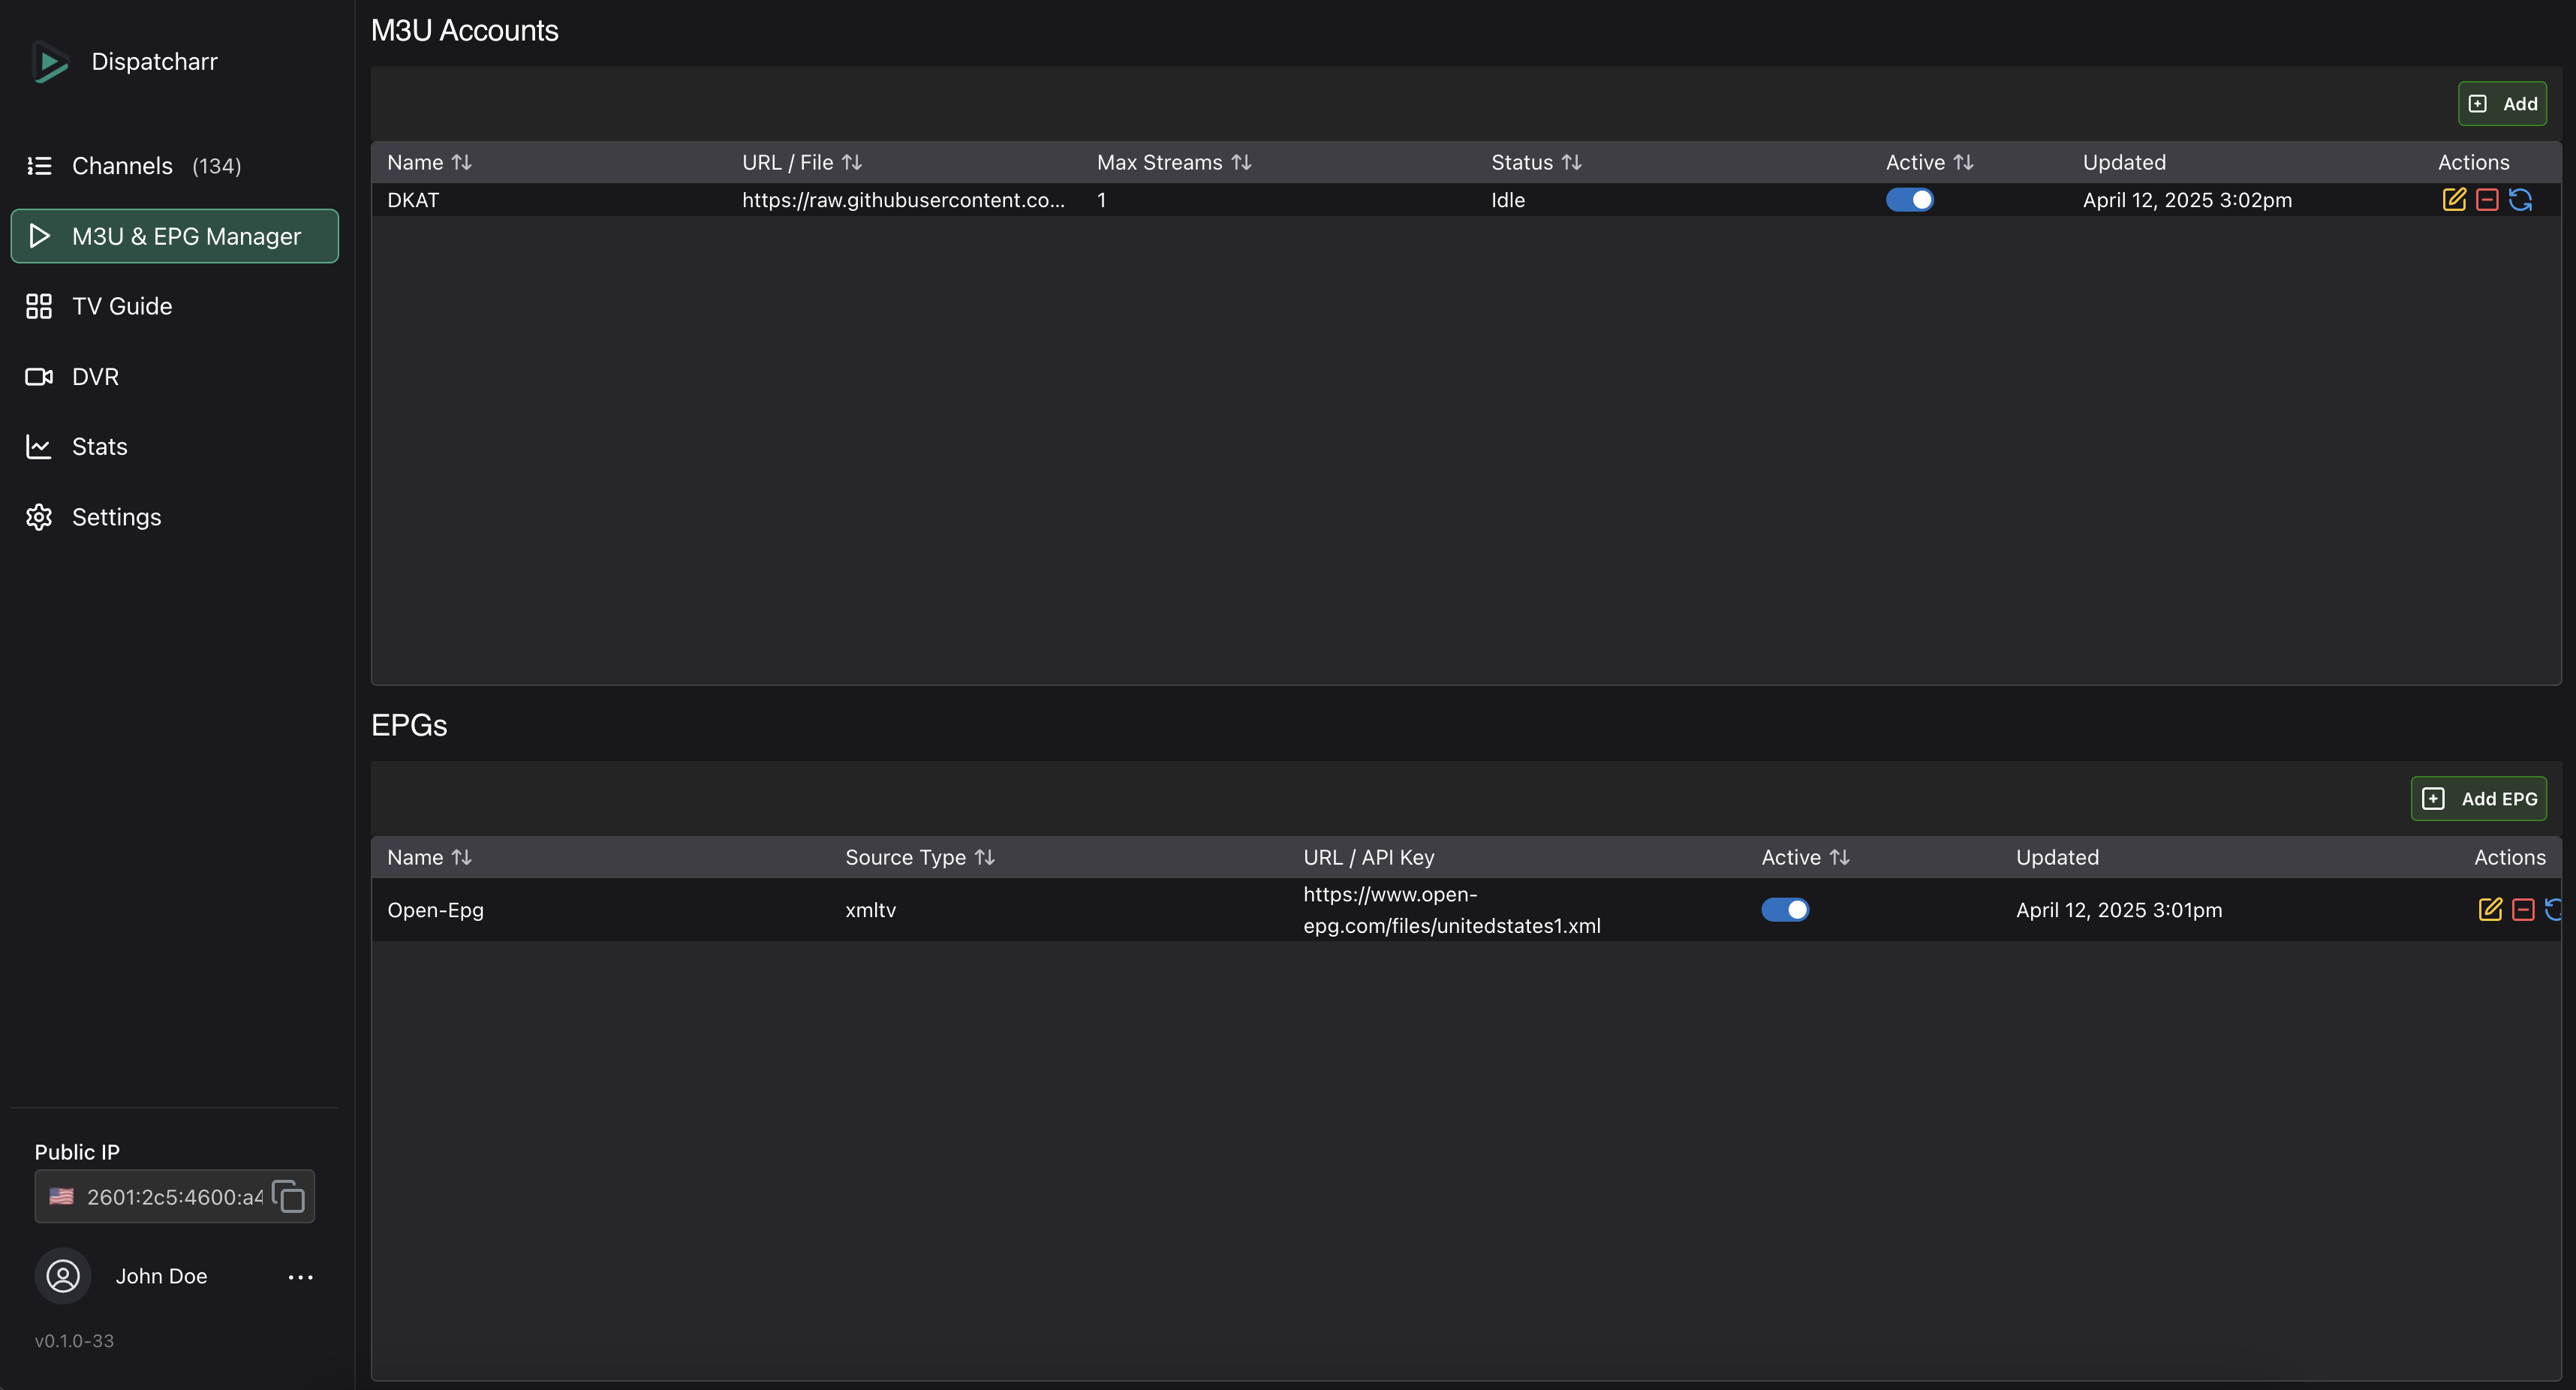 Dispatcharr
Channels (134)
M3U & EPG Manager
TV Guide
DVR
Stats
Settings
Public IP
2601:2c5:4600:a4
John Doe
v0.1.0-33
M3U Accounts
Add
Name URL / File Max Streams Status Active Updated Actions
DKAT https://raw.githubusercontent.co... 1 Idle April 12, 2025 3:02pm
EPGs
Add EPG
Name Source Type URL / API Key Active Updated Actions
Open-Epg xmltv https://www.open-
epg.com/files/unitedstates1.xml April 12, 2025 3:01pm